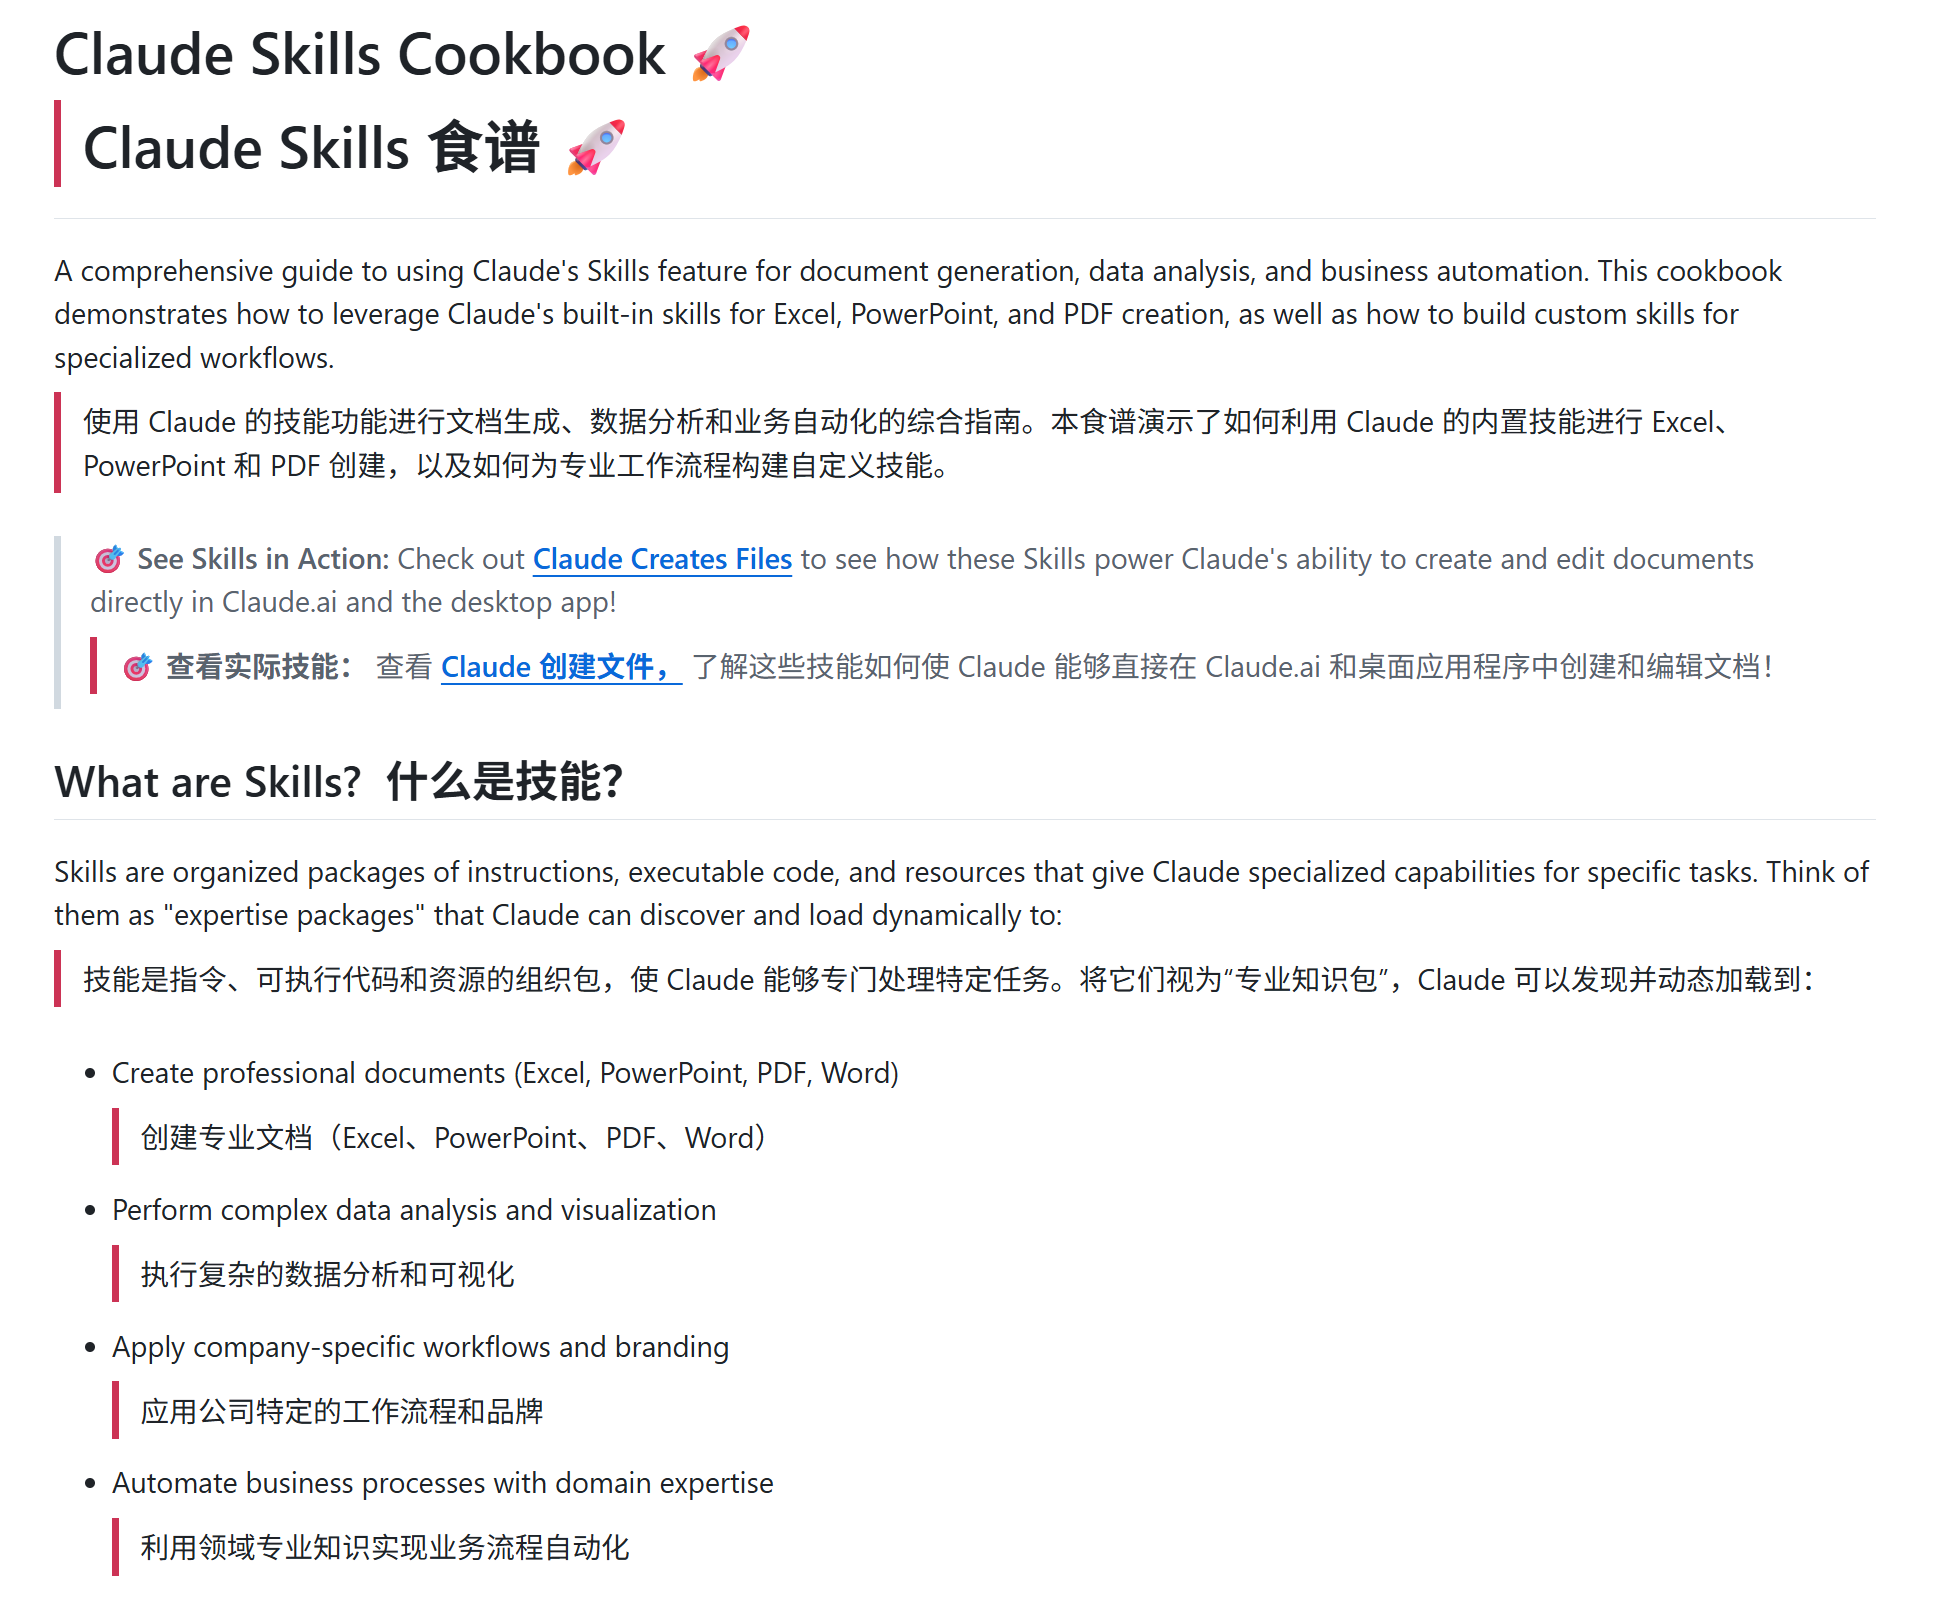 Claude Skills Cookbook 🚀
Claude Skills 食谱 🚀
A comprehensive guide to using Claude's Skills feature for document generation, data analysis, and business automation. This cookbook
demonstrates how to leverage Claude's built-in skills for Excel, PowerPoint, and PDF creation, as well as how to build custom skills for
specialized workflows.
使用 Claude 的技能功能进行文档生成、数据分析和业务自动化的综合指南。本食谱演示了如何利用 Claude 的内置技能进行 Excel、
PowerPoint 和 PDF 创建，以及如何为专业工作流程构建自定义技能。
🎯 See Skills in Action: Check out Claude Creates Files to see how these Skills power Claude's ability to create and edit documents
directly in Claude.ai and the desktop app!
🎯 查看实际技能： 查看 Claude 创建文件， 了解这些技能如何使 Claude 能够直接在 Claude.ai 和桌面应用程序中创建和编辑文档！
What are Skills? 什么是技能？
Skills are organized packages of instructions, executable code, and resources that give Claude specialized capabilities for specific tasks. Think of
them as "expertise packages" that Claude can discover and load dynamically to:
技能是指令、可执行代码和资源的组织包，使 Claude 能够专门处理特定任务。将它们视为“专业知识包”，Claude 可以发现并动态加载到：
• Create professional documents (Excel, PowerPoint, PDF, Word)
创建专业文档（Excel、PowerPoint、PDF、Word）
• Perform complex data analysis and visualization
执行复杂的数据分析和可视化
• Apply company-specific workflows and branding
应用公司特定的工作流程和品牌
• Automate business processes with domain expertise
利用领域专业知识实现业务流程自动化